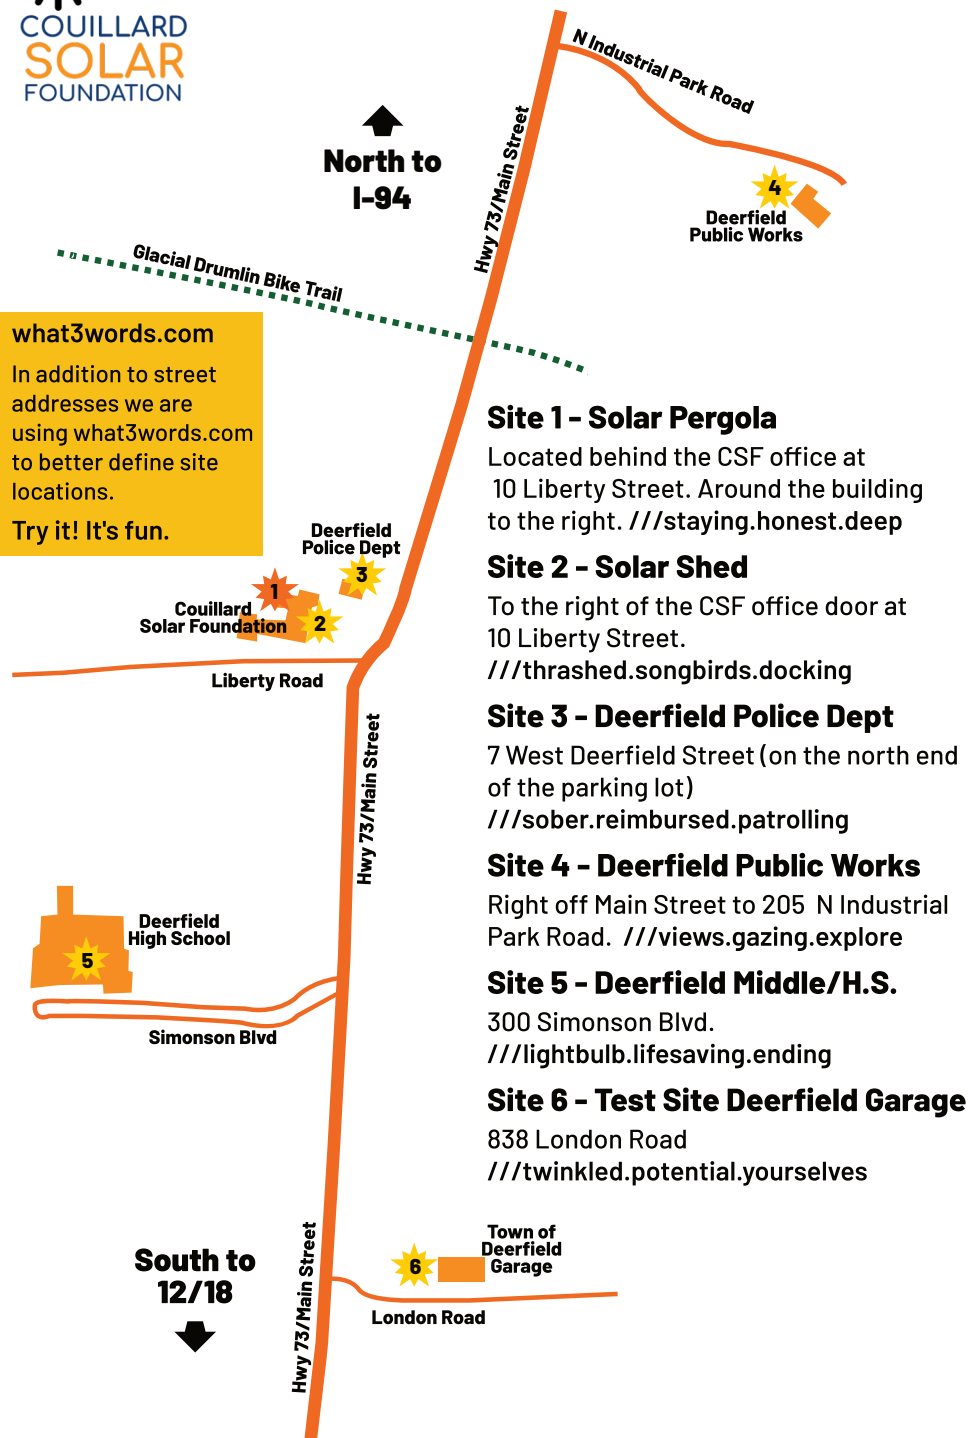 COUILLARD
SOLAR
FOUNDATION
N Industrial Park Road
North to
I-94
Hwy 73/Main Street
4
Deerfield
Public Works
Glacial Drumlin Bike Trail
what3words.com
In addition to street
addresses we are
using what3words.com
to better define site
locations.
Try it! It's fun.
Deerfield
Police Dept
3
1
2
Couillard
Solar Foundation
Liberty Road
Hwy 73/Main Street
Deerfield
High School
5
Simonson Blvd
Site 1 - Solar Pergola
Located behind the CSF office at
10 Liberty Street. Around the building
to the right. ///staying.honest.deep
Site 2 - Solar Shed
To the right of the CSF office door at
10 Liberty Street.
///thrashed.songbirds.docking
Site 3 - Deerfield Police Dept
7 West Deerfield Street (on the north end
of the parking lot)
///sober.reimbursed.patrolling
Site 4 - Deerfield Public Works
Right off Main Street to 205 N Industrial
Park Road. ///views.gazing.explore
Site 5 - Deerfield Middle/H.S.
300 Simonson Blvd.
///lightbulb.lifesaving.ending
Site 6 - Test Site Deerfield Garage
838 London Road
///twinkled.potential.yourselves
South to
12/18
Hwy 73/Main Street
6
Town of
Deerfield
Garage
London Road